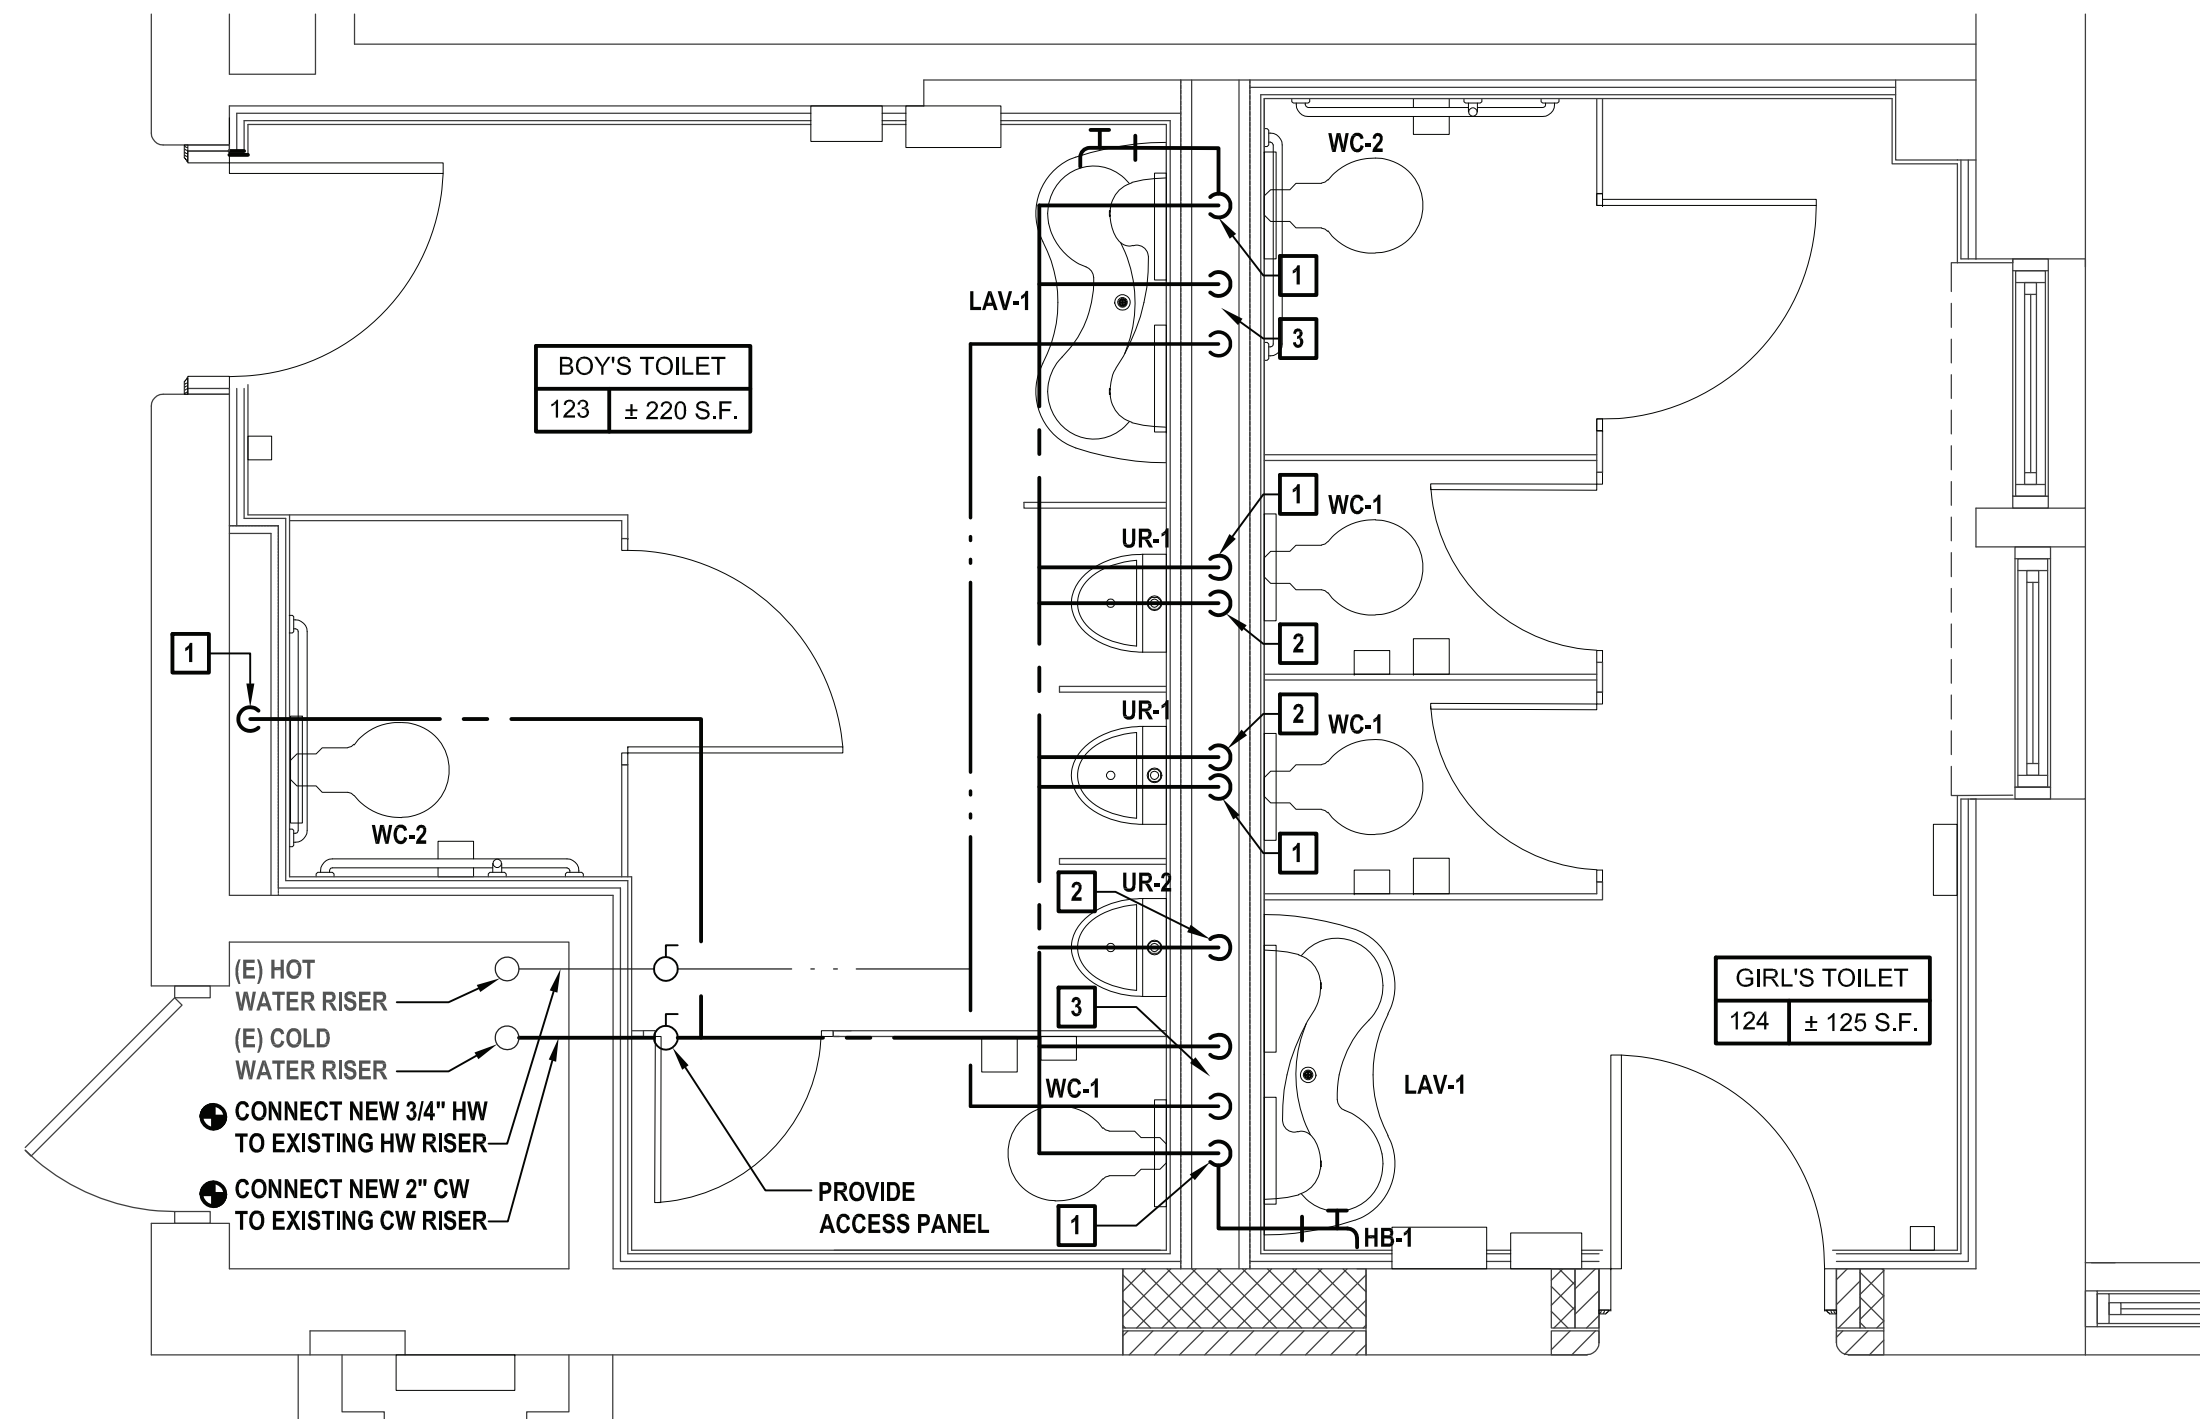 WC-2
1
LAV-1
3
BOY'S TOILET
123
± 220 S.F.
1
WC-1
UR-1
2
1
UR-1
2
WC-1
WC-2
1
UR-2
2
(E) HOT
WATER RISER
(E) COLD
WATER RISER
3
GIRL'S TOILET
124
± 125 S.F.
WC-1
LAV-1
CONNECT NEW 3/4" HW
TO EXISTING HW RISER
CONNECT NEW 2" CW
TO EXISTING CW RISER
PROVIDE
ACCESS PANEL
1
HB-1